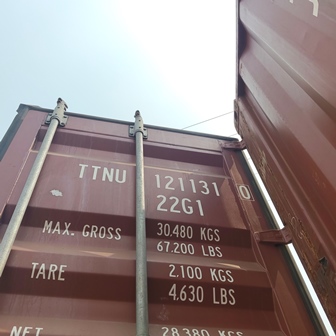 TTNU 121131 0
22G1
MAX. GROSS 30.480 KGS
67.200 LBS
TARE 2.100 KGS
4.630 LBS
NET 28.380 KGS